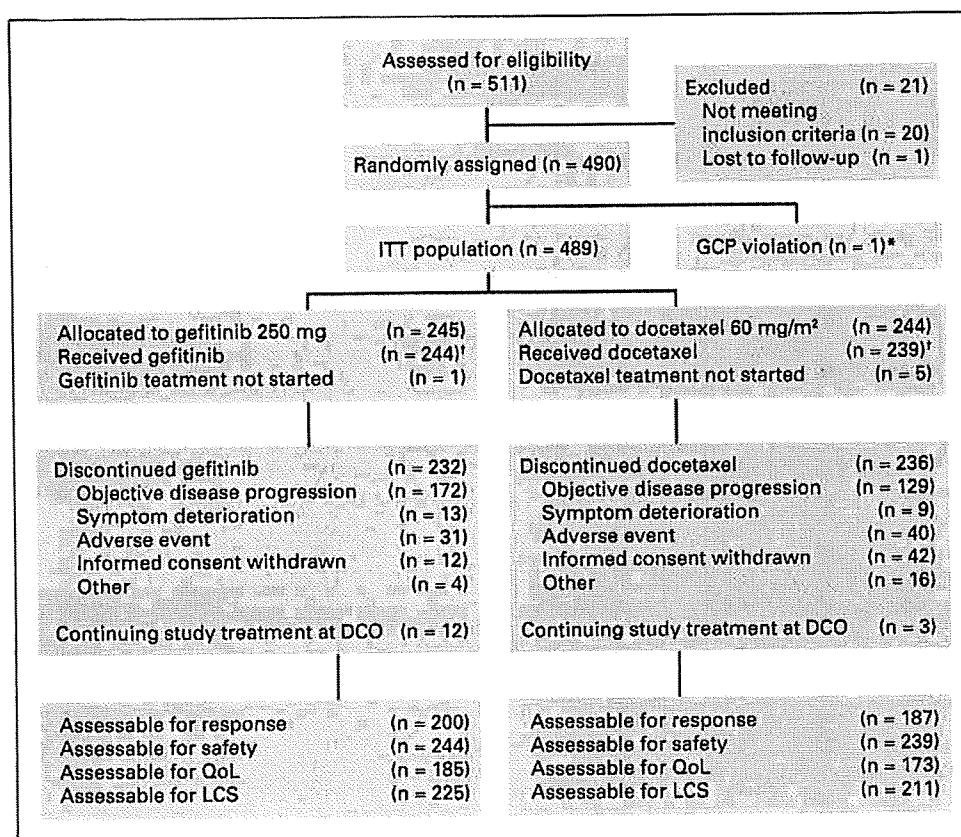 Assessed for eligibility
(n = 511)
Excluded (n = 21)
Not meeting
inclusion criteria (n = 20)
Lost to follow-up (n = 1)
Randomly assigned (n = 490)
ITT population (n = 489)
GCP violation (n = 1)*
Allocated to gefitinib 250 mg (n = 245)
Received gefitinib (n = 244)†
Gefitinib teatment not started (n = 1)
Allocated to docetaxel 60 mg/m² (n = 244)
Received docetaxel (n = 239)†
Docetaxel teatment not started (n = 5)
Discontinued gefitinib (n = 232)
Objective disease progression (n = 172)
Symptom deterioration (n = 13)
Adverse event (n = 31)
Informed consent withdrawn (n = 12)
Other (n = 4)
Continuing study treatment at DCO (n = 12)
Discontinued docetaxel (n = 236)
Objective disease progression (n = 129)
Symptom deterioration (n = 9)
Adverse event (n = 40)
Informed consent withdrawn (n = 42)
Other (n = 16)
Continuing study treatment at DCO (n = 3)
Assessable for response (n = 200)
Assessable for safety (n = 244)
Assessable for QoL (n = 185)
Assessable for LCS (n = 225)
Assessable for response (n = 187)
Assessable for safety (n = 239)
Assessable for QoL (n = 173)
Assessable for LCS (n = 211)